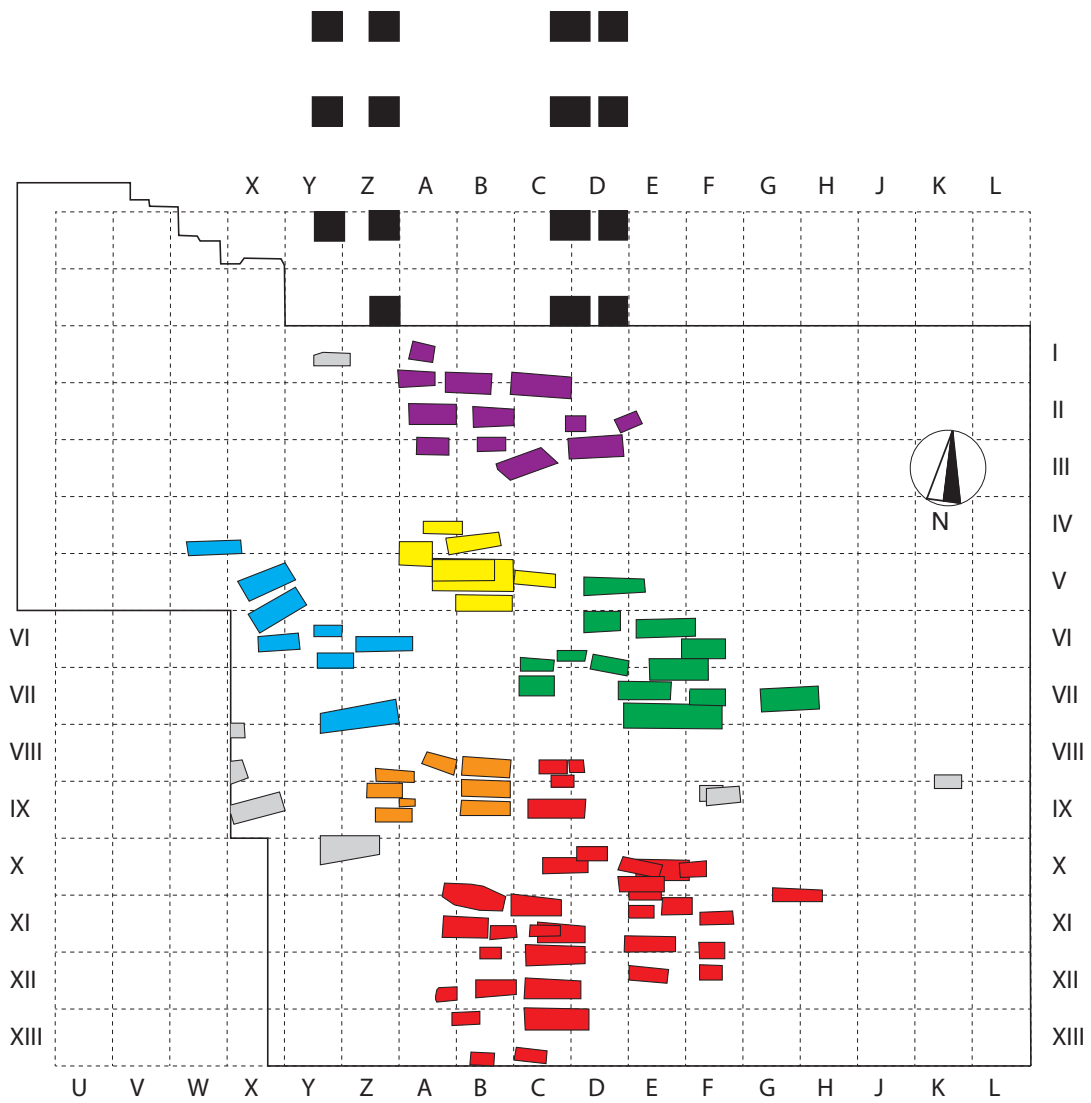 X Y Z A B C D E F G H J K L
I
II
III
N
IV
V
VI VI
VII VII
VIII VIII
IX IX
X X
XI XI
XII XII
XIII XIII
U V W X Y Z A B C D E F G H J K L